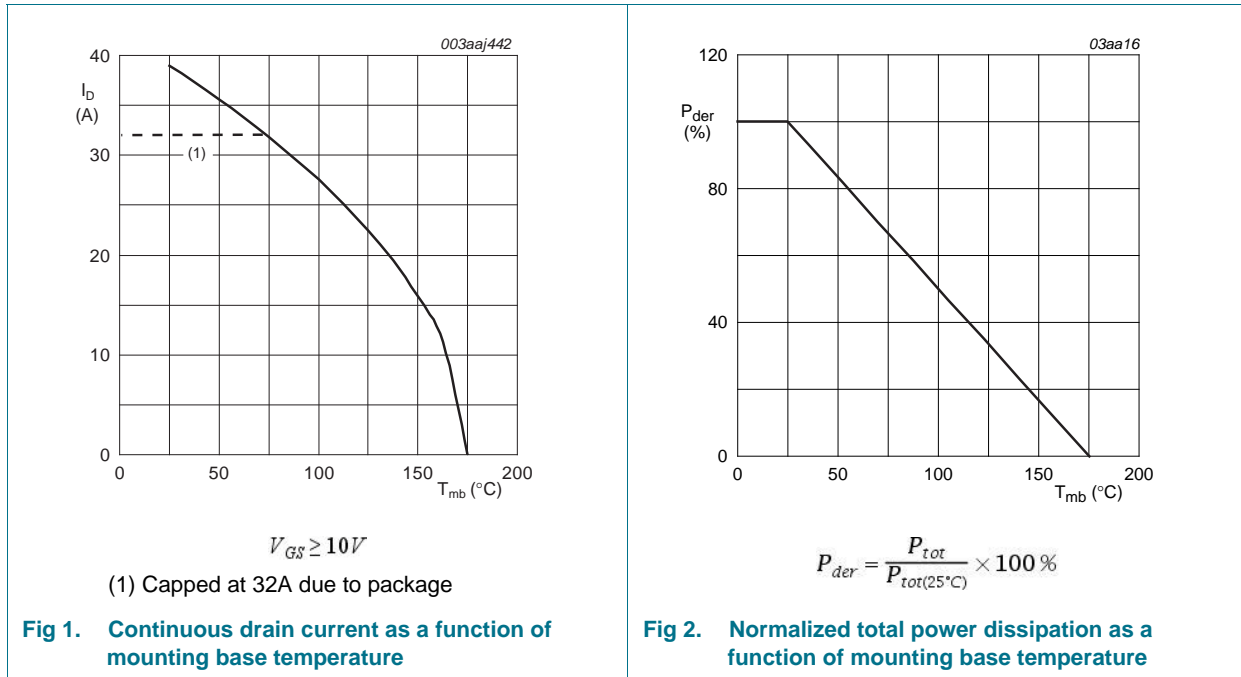 003aaj442
40
30
20
10
0
I_D
(A)
(1)
0
50
100
150
200
T_mb (°C)
V_GS ≥ 10V
(1) Capped at 32A due to package
Fig 1. Continuous drain current as a function of
mounting base temperature
03aa16
120
80
40
0
P_der
(%)
0
50
100
150
200
T_mb (°C)
P_der = P_tot / P_tot(25°C) × 100 %
Fig 2. Normalized total power dissipation as a
function of mounting base temperature